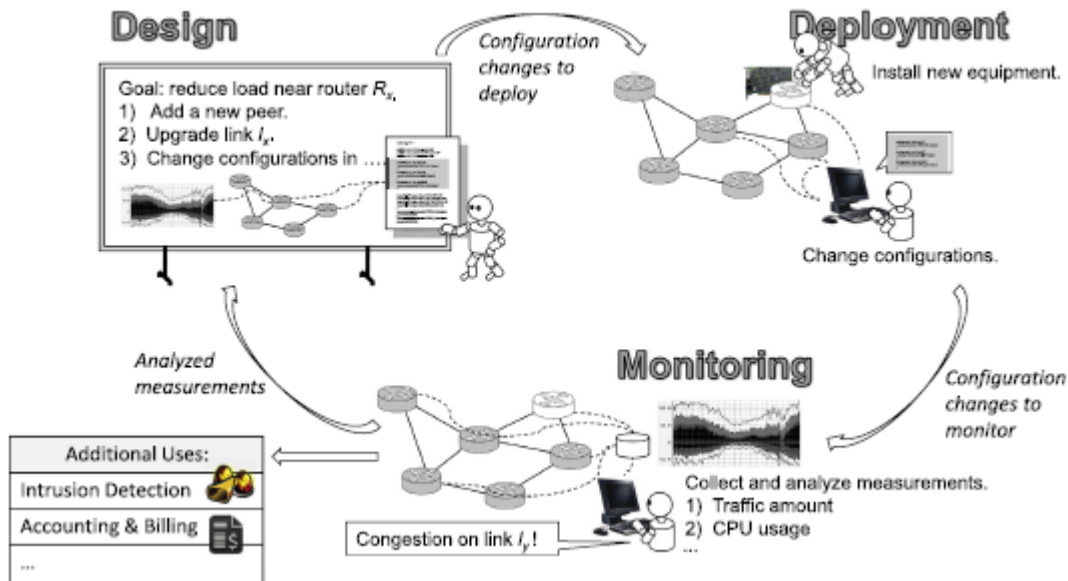 Design
Goal: reduce load near router Rx,
1) Add a new peer.
2) Upgrade link lx.
3) Change configurations in ...
Configuration
changes to
deploy
Deployment
Install new equipment.
Change configurations.
Configuration
changes to
monitor
Monitoring
Collect and analyze measurements.
1) Traffic amount
2) CPU usage
...
Congestion on link ly!
Analyzed
measurements
Additional Uses:
Intrusion Detection
Accounting & Billing
...